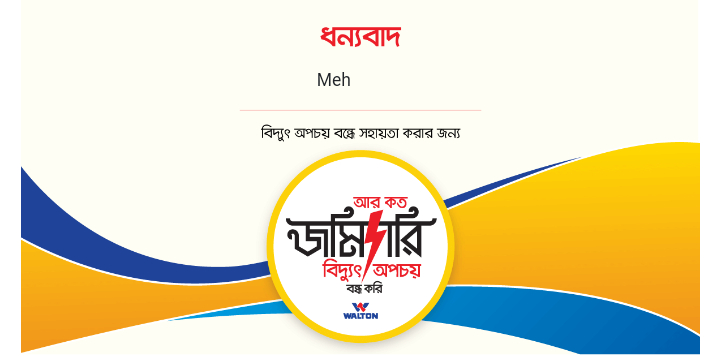 ধন্যবাদ
Meh
বিদ্যুৎ অপচয় বন্ধে সহায়তা করার জন্য
আর কত
জমিদারি
বিদ্যুৎ অপচয়
বন্ধ করি
WALTON